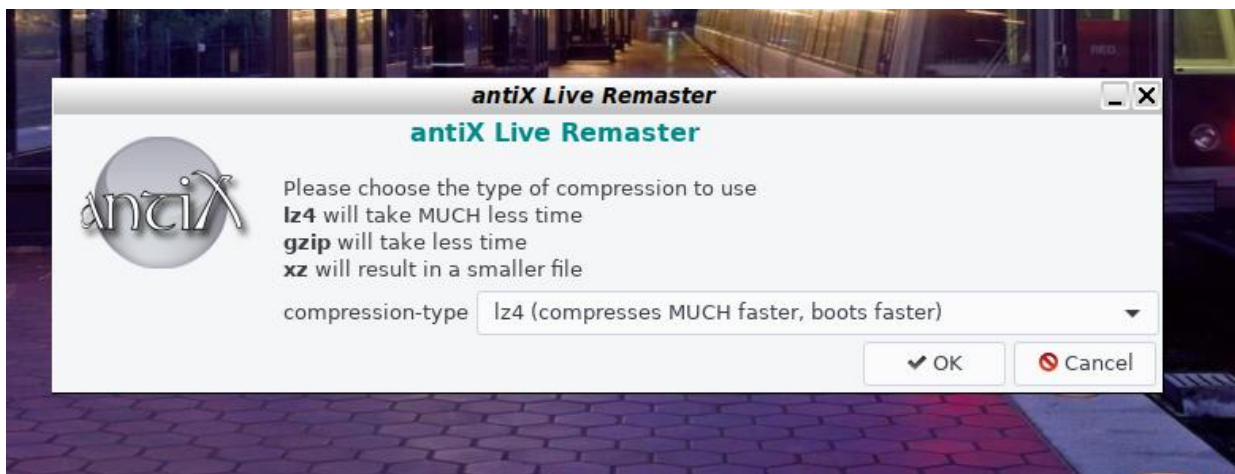 antiX Live Remaster
antiX Live Remaster
antiX
Please choose the type of compression to use
lz4 will take MUCH less time
gzip will take less time
xz will result in a smaller file
compression-type lz4 (compresses MUCH faster, boots faster)
OK Cancel
RED